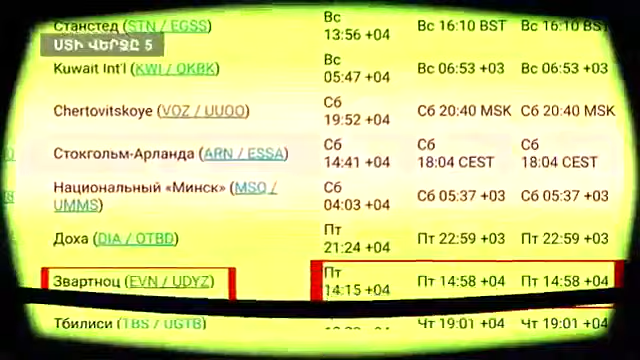 Станстед (STN / EGSS)
Вс
13:56 +04
Вс 16:10 BST
Вс 16:10 BST
ՍՏԻ ՎԵՐՋԸ 5
Kuwait Int'l (KWI / OKBK)
Вс
05:47 +04
Вс 06:53 +03
Вс 06:53 +03
Chertovitskoye (VOZ / UUOO)
Сб
19:52 +04
Сб 20:40 MSK
Сб 20:40 MSK
Стокгольм-Арланда (ARN / ESSA)
Сб
14:41 +04
Сб
18:04 CEST
Сб
18:04 CEST
Национальный «Минск» (MSQ /
UMMS)
Сб
04:03 +04
Сб 05:37 +03
Сб 05:37 +03
Доха (DIA / OTBD)
Пт
21:24 +04
Пт 22:59 +03
Пт 22:59 +03
Звартноц (EVN / UDYZ)
Пт
14:15 +04
Пт 14:58 +04
Пт 14:58 +04
Тбилиси (TBS / UGTB)
Чт 19:01 +04
Чт 19:01 +04